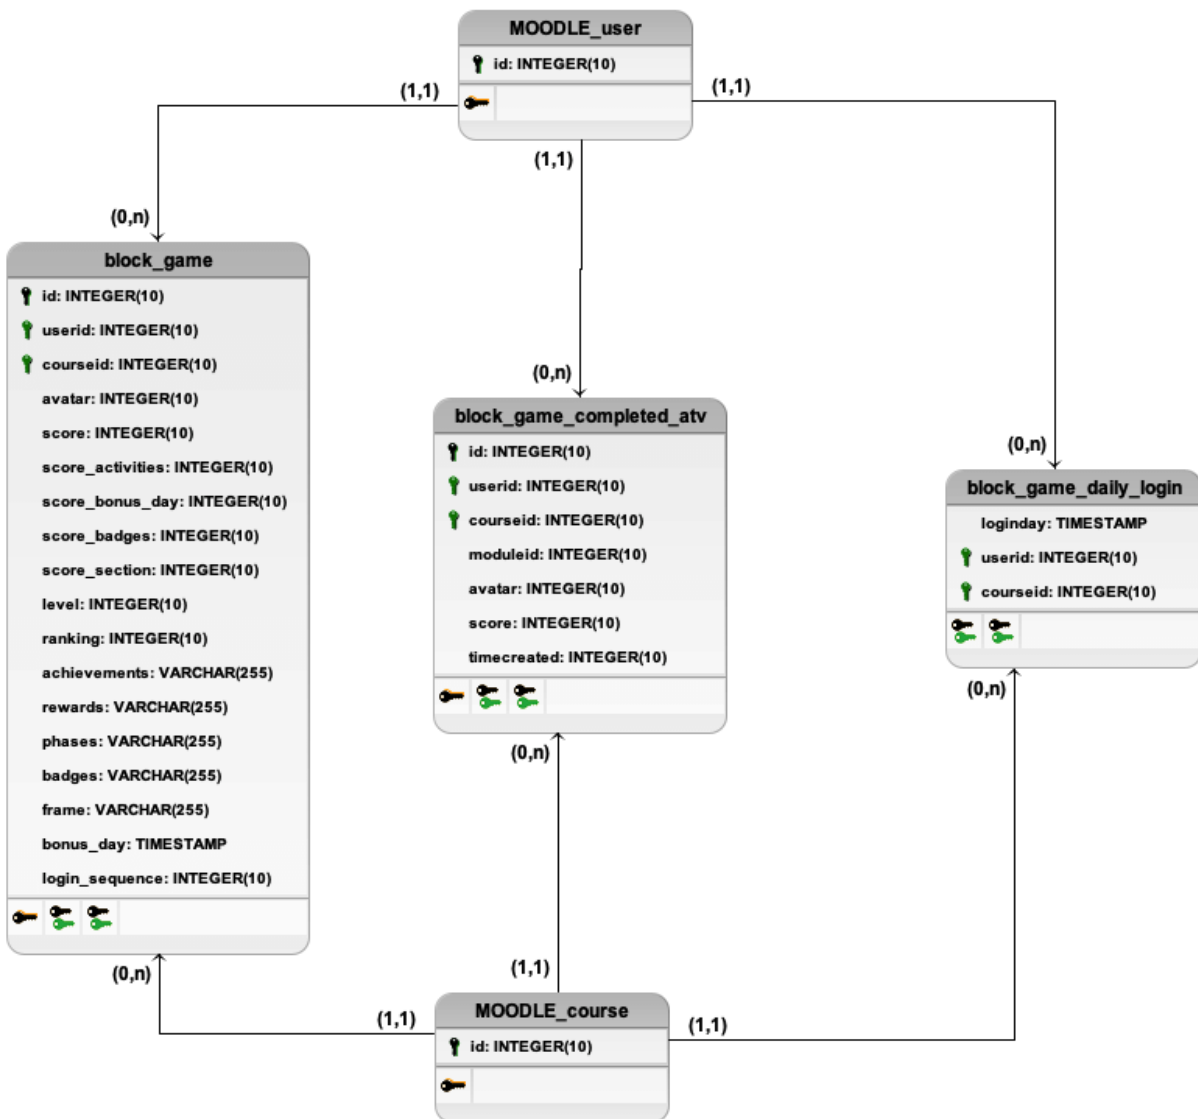 MOODLE_user
id: INTEGER(10)
(1,1)
(1,1)
(1,1)
(0,n)
block_game
id: INTEGER(10)
userid: INTEGER(10)
courseid: INTEGER(10)
avatar: INTEGER(10)
score: INTEGER(10)
score_activities: INTEGER(10)
score_bonus_day: INTEGER(10)
score_badges: INTEGER(10)
score_section: INTEGER(10)
level: INTEGER(10)
ranking: INTEGER(10)
achievements: VARCHAR(255)
rewards: VARCHAR(255)
phases: VARCHAR(255)
badges: VARCHAR(255)
frame: VARCHAR(255)
bonus_day: TIMESTAMP
login_sequence: INTEGER(10)
(0,n)
(0,n)
block_game_completed_atv
id: INTEGER(10)
userid: INTEGER(10)
courseid: INTEGER(10)
moduleid: INTEGER(10)
avatar: INTEGER(10)
score: INTEGER(10)
timecreated: INTEGER(10)
(0,n)
(0,n)
block_game_daily_login
loginday: TIMESTAMP
userid: INTEGER(10)
courseid: INTEGER(10)
(0,n)
(1,1)
(1,1)
(1,1)
MOODLE_course
id: INTEGER(10)